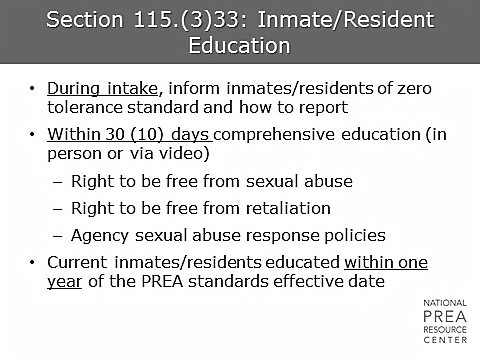 Section 115.(3)33: Inmate/Resident
Education
• During intake, inform inmates/residents of zero
tolerance standard and how to report
• Within 30 (10) days comprehensive education (in
person or via video)
– Right to be free from sexual abuse
– Right to be free from retaliation
– Agency sexual abuse response policies
• Current inmates/residents educated within one
year of the PREA standards effective date
NATIONAL
PREA
RESOURCE
CENTER